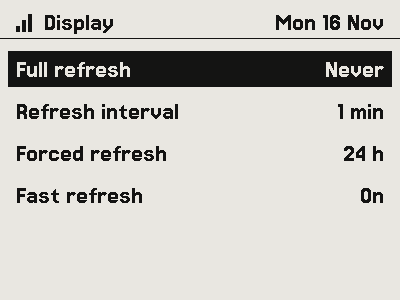 Display Mon 16 Nov
Full refresh Never
Refresh interval 1 min
Forced refresh 24 h
Fast refresh On